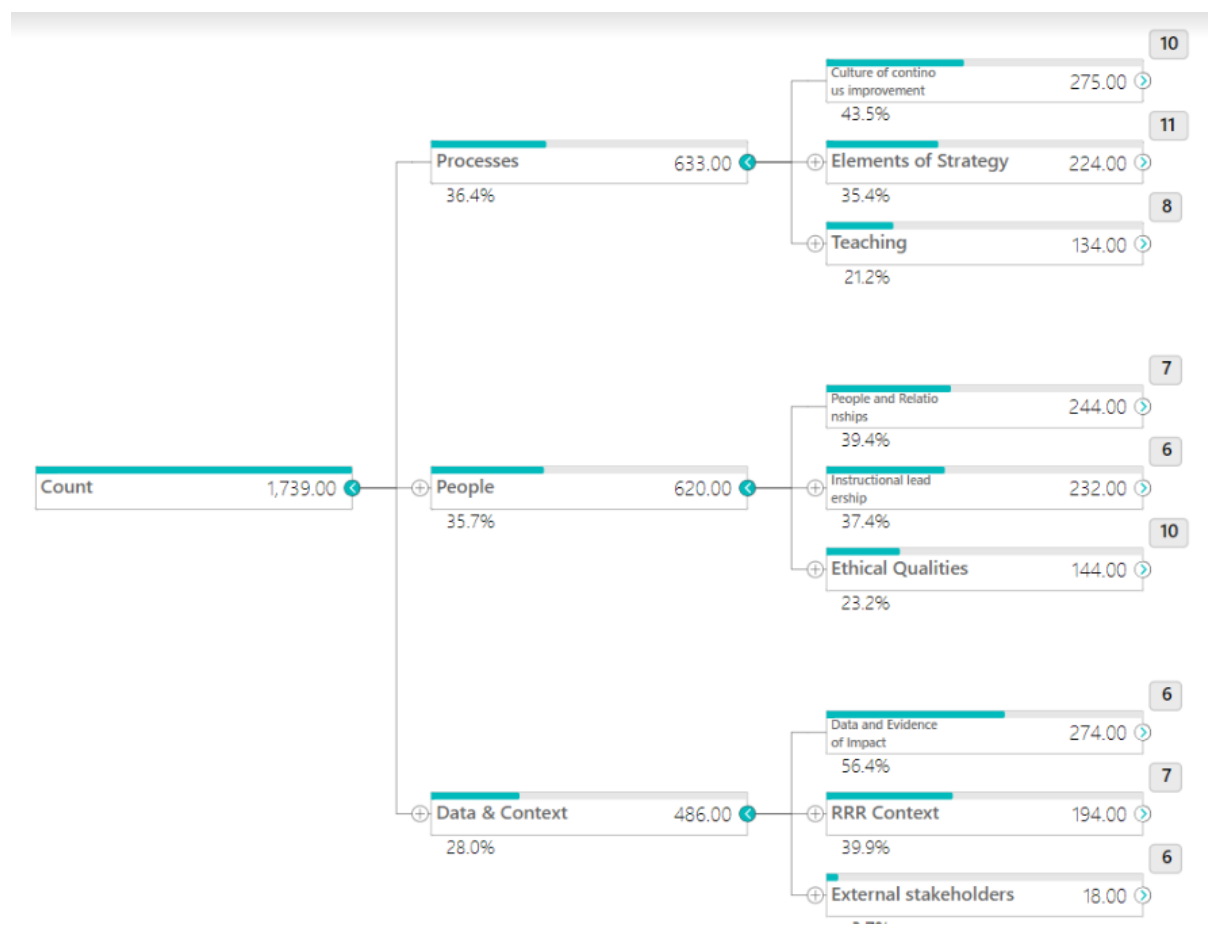 10
Culture of contino
us improvement
275.00
43.5%
11
Processes
633.00
36.4%
Elements of Strategy
224.00
35.4%
8
Teaching
134.00
21.2%
7
People and Relatio
nships
244.00
39.4%
6
Count
1,739.00
People
620.00
35.7%
Instructional lead
ership
232.00
37.4%
10
Ethical Qualities
144.00
23.2%
6
Data and Evidence
of Impact
274.00
56.4%
7
Data & Context
486.00
28.0%
RRR Context
194.00
39.9%
6
External stakeholders
18.00